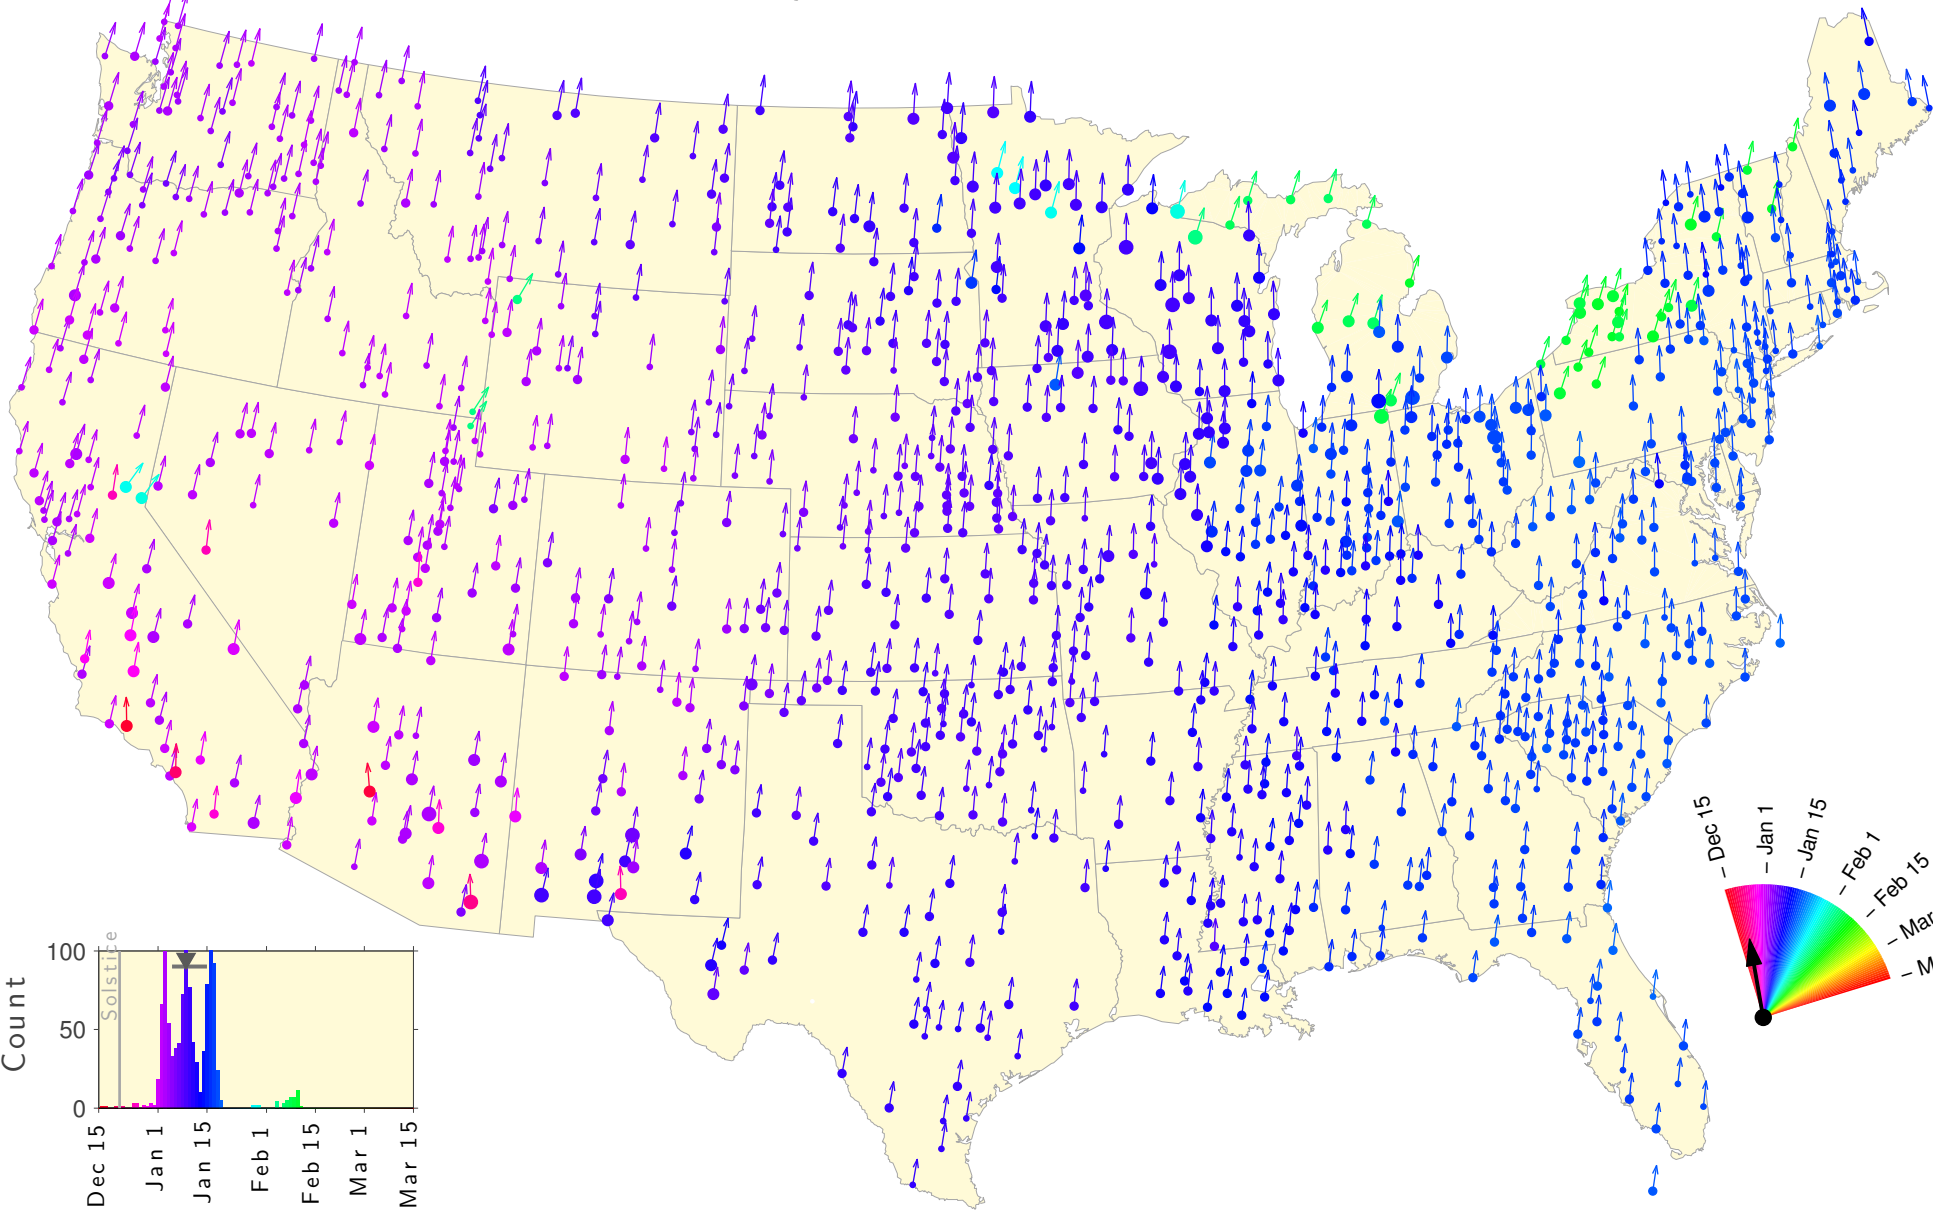 100
50
0
Count
Solstice
Dec 15
Jan 1
Jan 15
Feb 1
Feb 15
Mar 1
Mar 15
– Dec 15
– Jan 1
– Jan 15
– Feb 1
– Feb 15
– Mar
– M